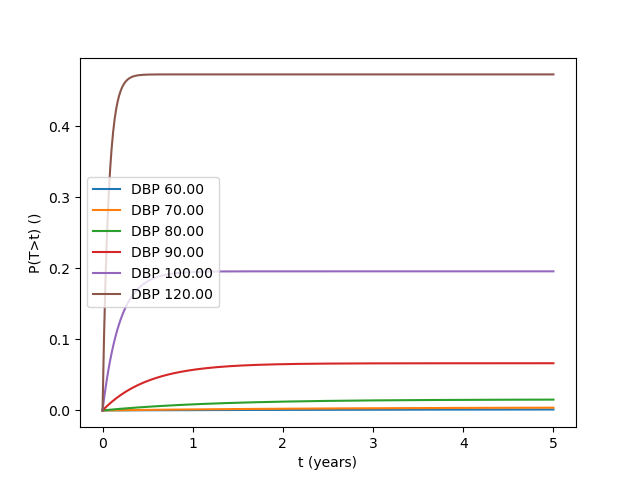 0.4
0.3
0.2
0.1
0.0
P(T>t) ()
DBP 60.00
DBP 70.00
DBP 80.00
DBP 90.00
DBP 100.00
DBP 120.00
0 1 2 3 4 5
t (years)